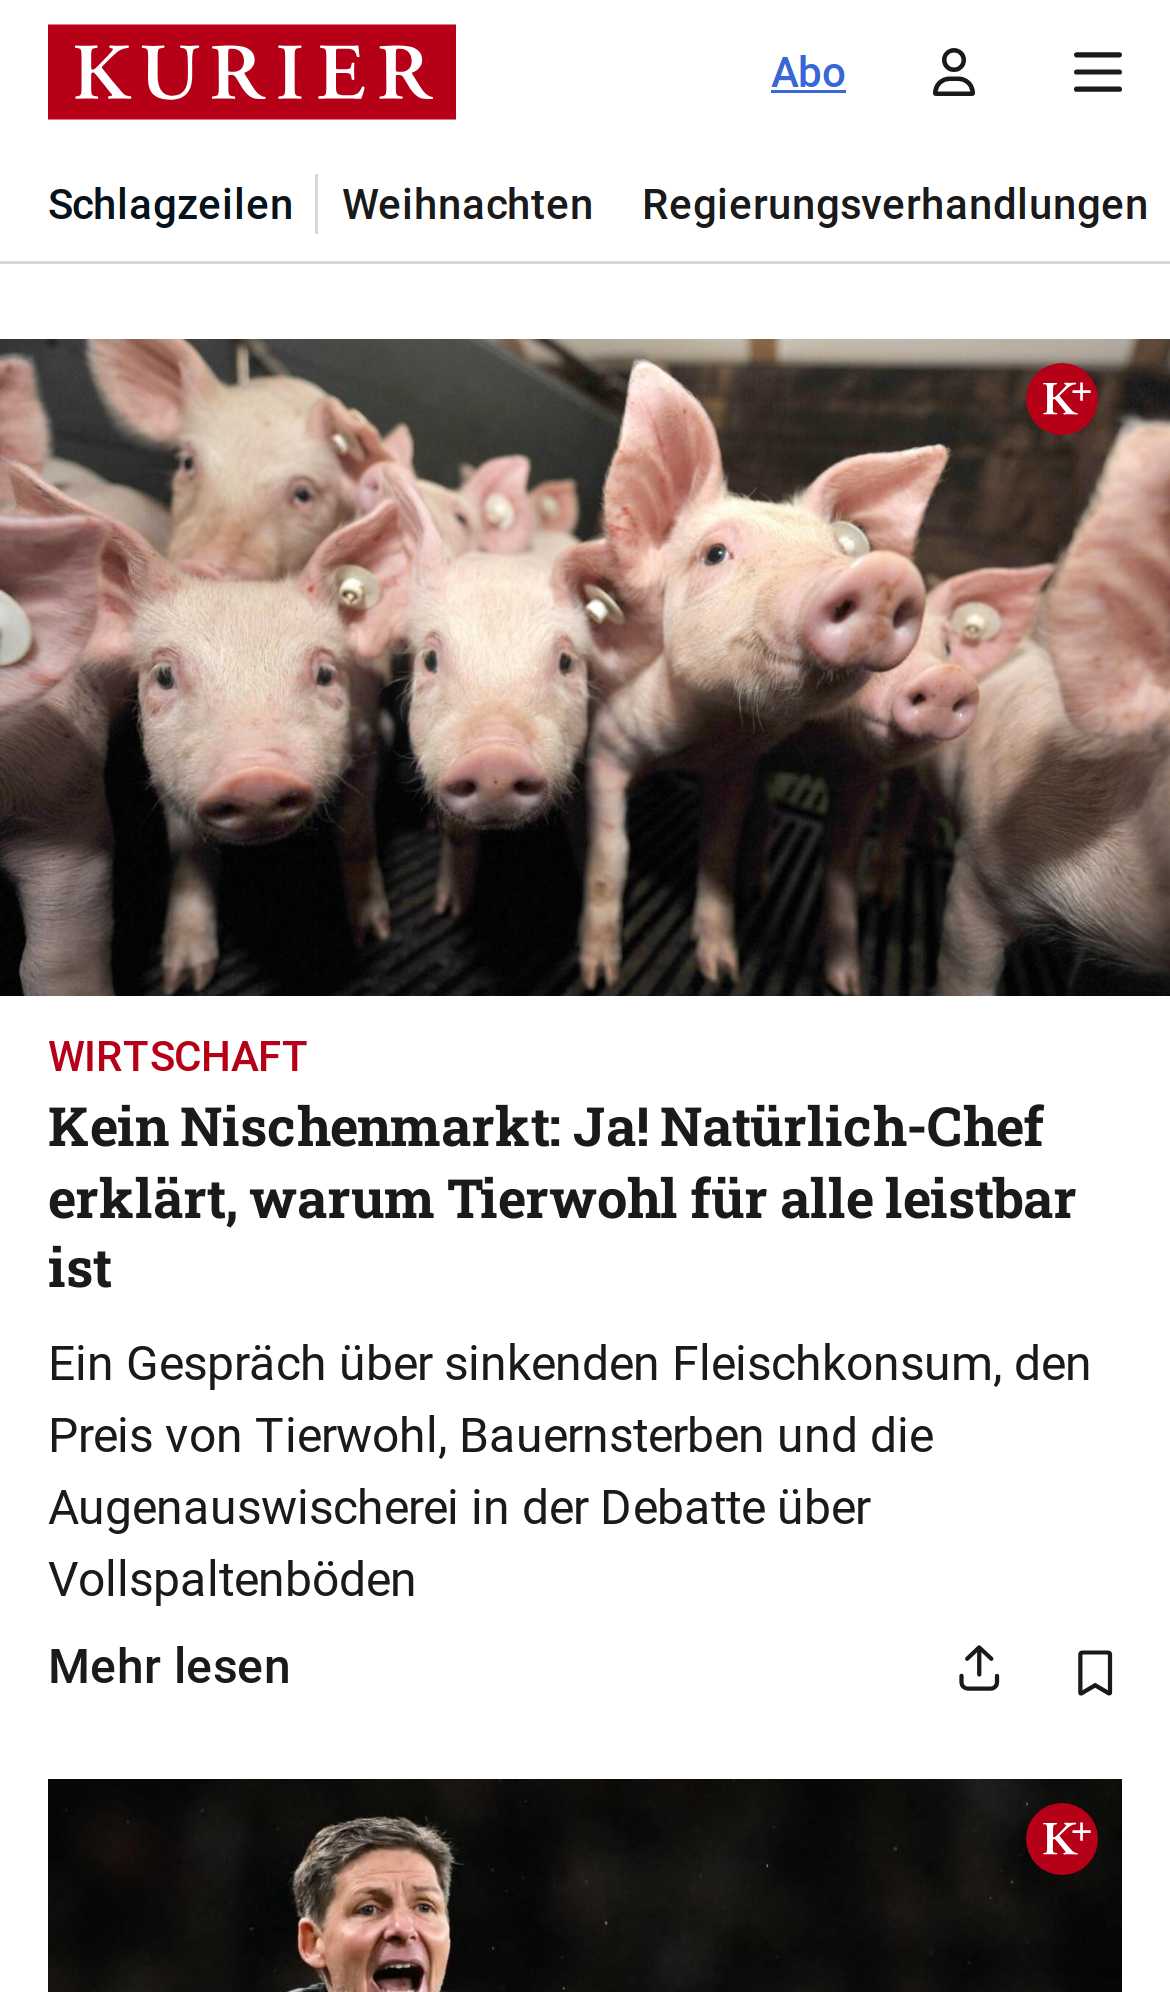 KURIER
Abo
Schlagzeilen
Weihnachten
Regierungsverhandlungen
K+
WIRTSCHAFT
Kein Nischenmarkt: Ja! Natürlich-Chef
erklärt, warum Tierwohl für alle leistbar
ist
Ein Gespräch über sinkenden Fleischkonsum, den
Preis von Tierwohl, Bauernsterben und die
Augenauswischerei in der Debatte über
Vollspaltenböden
Mehr lesen
K+